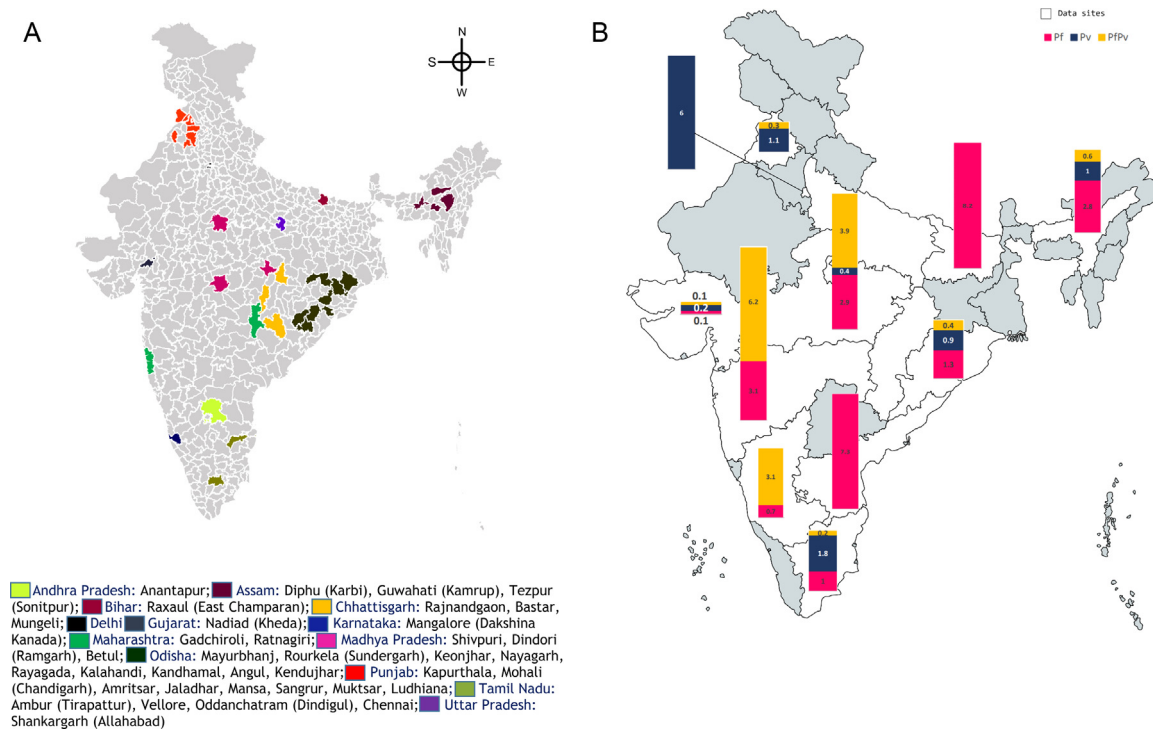 A
N
S
E
W
Andhra Pradesh: Anantapur; Assam: Diphu (Karbi), Guwahati (Kamrup), Tezpur
(Sonitpur); Bihar: Raxaul (East Champaran); Chhattisgarh: Rajnandgaon, Bastar,
Mungeli; Delhi Gujarat: Nadiad (Kheda); Karnataka: Mangalore (Dakshina
Kanada); Maharashtra: Gadchiroli, Ratnagiri; Madhya Pradesh: Shivpuri, Dindori
(Ramgarh), Betul; Odisha: Mayurbhanj, Rourkela (Sundergarh), Keonjhar, Nayagarh,
Rayagada, Kalahandi, Kandhamal, Angul, Kendujhar; Punjab: Kapurthala, Mohali
(Chandigarh), Amritsar, Jaladhar, Mansa, Sangrur, Muktsar, Ludhiana; Tamil Nadu:
Ambur (Tirapattur), Vellore, Oddanchatram (Dindigul), Chennai; Uttar Pradesh:
Shankargarh (Allahabad)
B
Data sites
Pf Pv PfPv
6
0.3
1.1
0.6
1
2.8
3.9
0.4
0.1
0.2
0.1
6.2
0.4
0.9
1.3
3.1
0.7
0.2
1.8
1